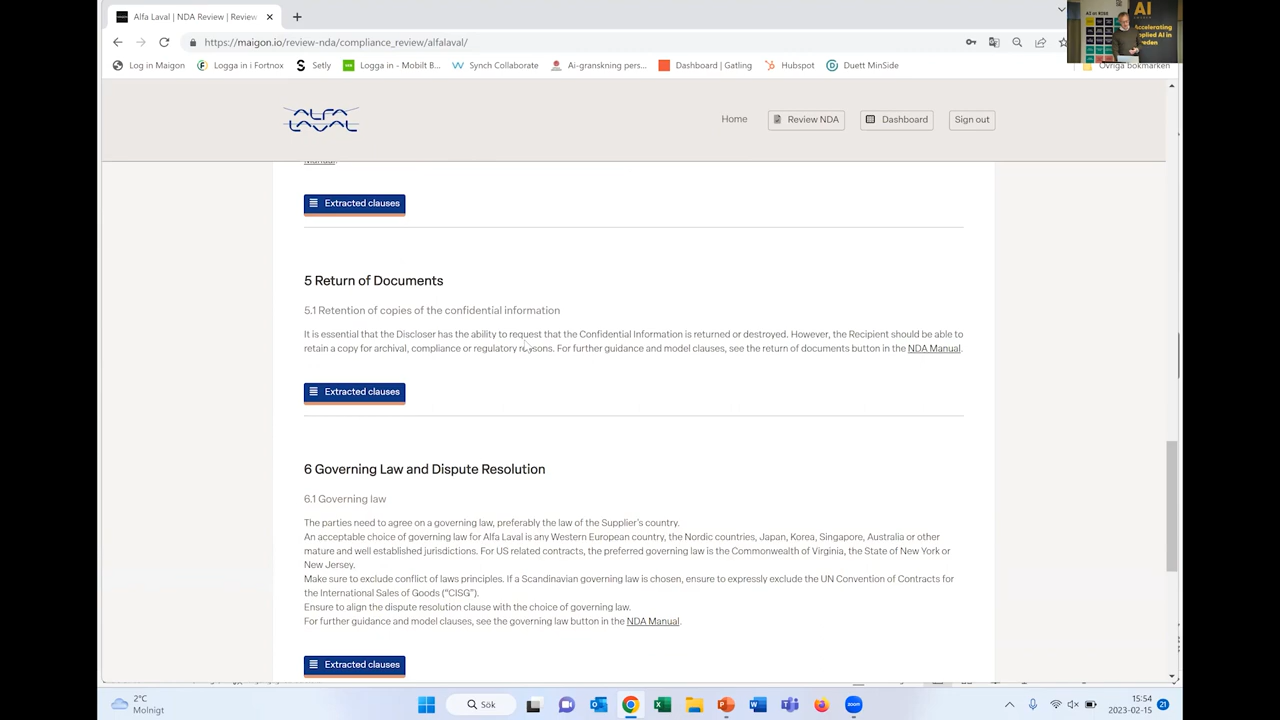 Alfa Laval | NDA Review | Review
https://maigon.io/review-nda/compliance_review/alfalaval/
Log in Maigon
Logga in i Fortnox
Setly
Logga in - Mobilt B...
Synch Collaborate
Ai-granskning pers...
Dashboard | Gatling
Hubspot
Duett MinSide
Övriga bokmärken
AI
Accelerating
applied AI in
Sweden
ALFA
LAVAL
Home
Review NDA
Dashboard
Sign out
Manual.
Extracted clauses
5 Return of Documents
5.1 Retention of copies of the confidential information
It is essential that the Discloser has the ability to request that the Confidential Information is returned or destroyed. However, the Recipient should be able to
retain a copy for archival, compliance or regulatory reasons. For further guidance and model clauses, see the return of documents button in the NDA Manual.
Extracted clauses
6 Governing Law and Dispute Resolution
6.1 Governing law
The parties need to agree on a governing law, preferably the law of the Supplier's country.
An acceptable choice of governing law for Alfa Laval is any Western European country, the Nordic countries, Japan, Korea, Singapore, Australia or other
mature and well established jurisdictions. For US related contracts, the preferred governing law is the Commonwealth of Virginia, the State of New York or
New Jersey.
Make sure to exclude conflict of laws principles. If a Scandinavian governing law is chosen, ensure to expressly exclude the UN Convention of Contracts for
the International Sales of Goods ("CISG").
Ensure to align the dispute resolution clause with the choice of governing law.
For further guidance and model clauses, see the governing law button in the NDA Manual.
Extracted clauses
2°C
Molnigt
ok
15:54
2023-02-15
21